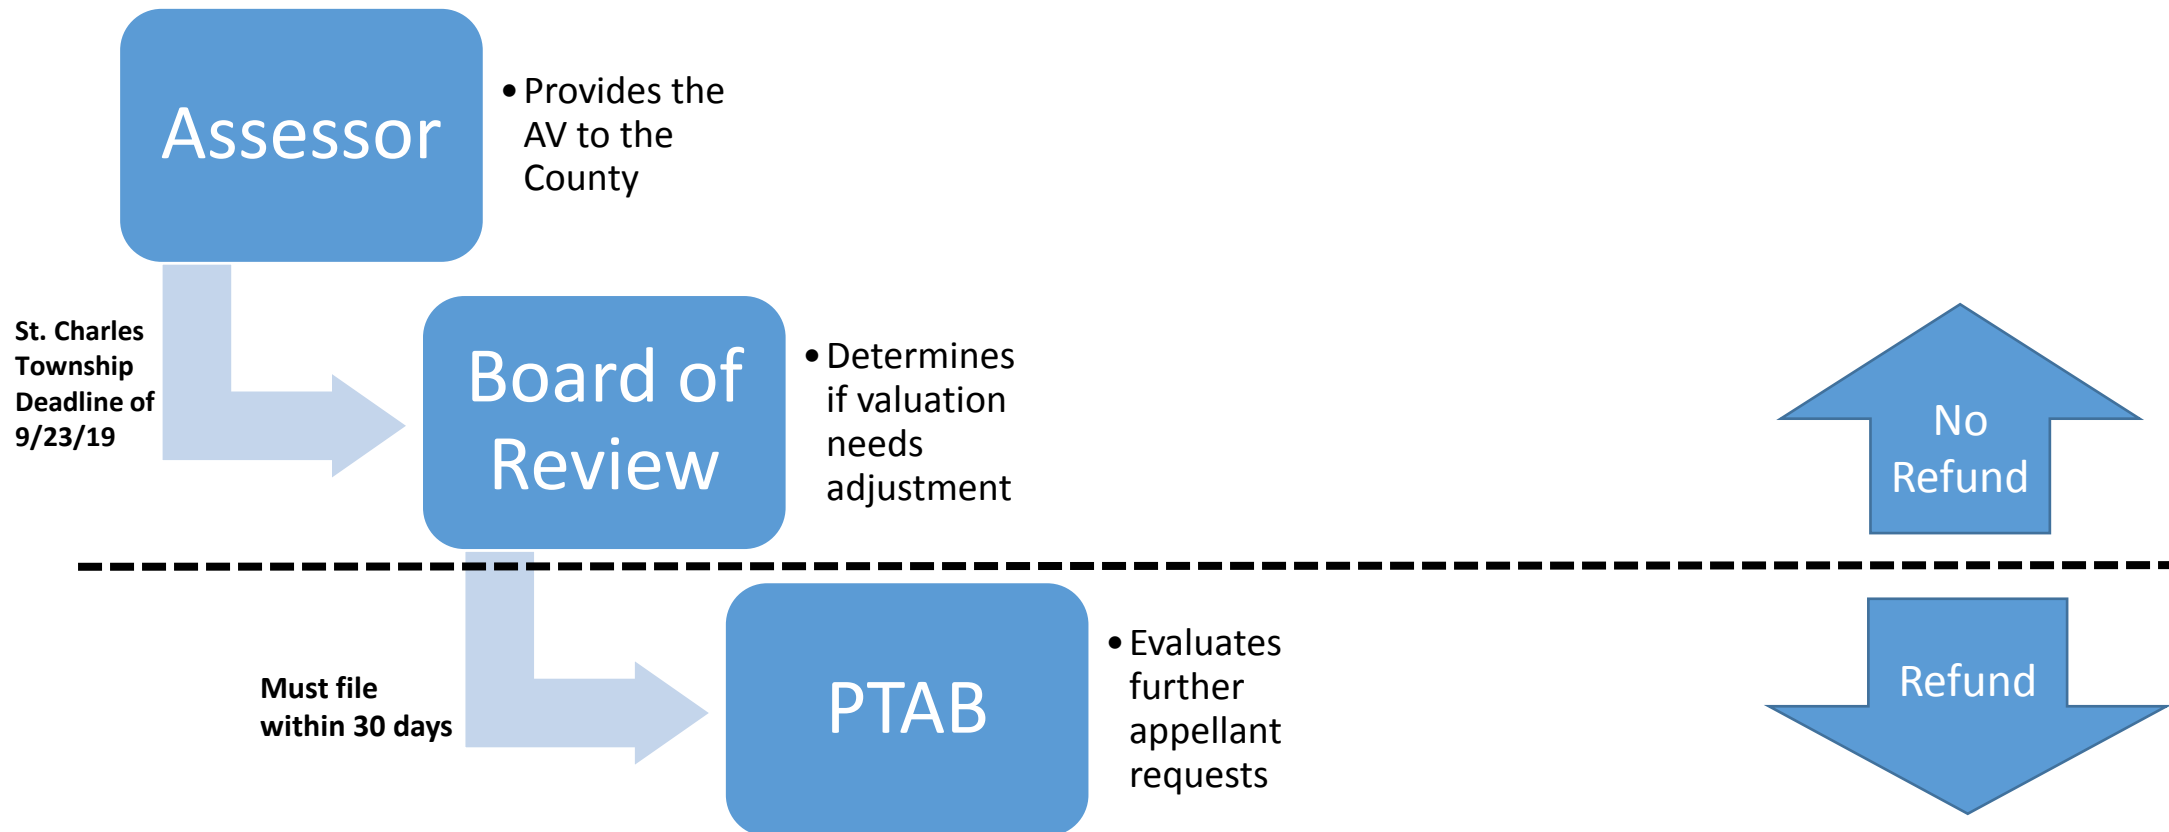 Assessor
• Provides the
AV to the
County
St. Charles
Township
Deadline of
9/23/19
Board of
Review
• Determines
if valuation
needs
adjustment
No
Refund
Must file
within 30 days
PTAB
• Evaluates
further
appellant
requests
Refund